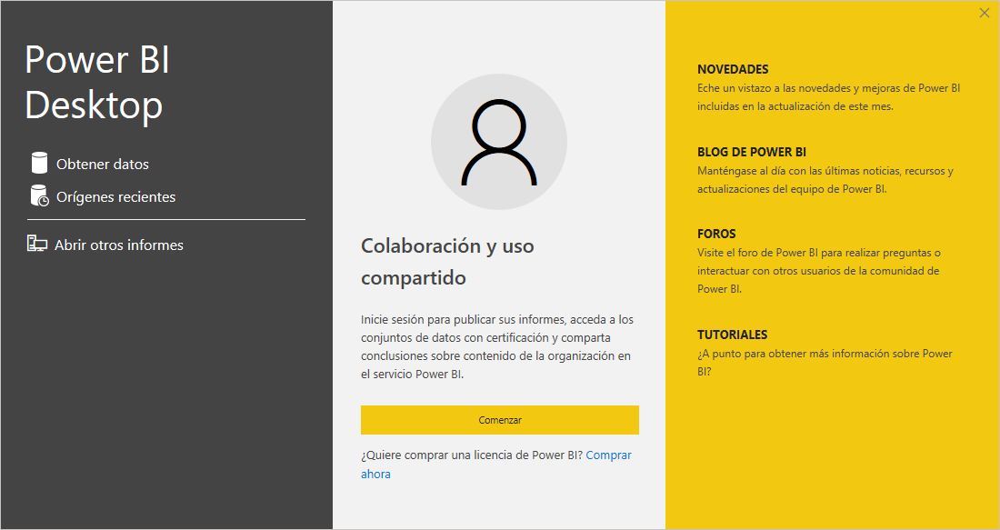 Power BI
Desktop
Obtener datos
Orígenes recientes
Abrir otros informes
Colaboración y uso
compartido
Inicie sesión para publicar sus informes, acceda a los
conjuntos de datos con certificación y comparta
conclusiones sobre contenido de la organización en
el servicio Power BI.
Comenzar
¿Quiere comprar una licencia de Power BI? Comprar
ahora
NOVEDADES
Eche un vistazo a las novedades y mejoras de Power BI
incluidas en la actualización de este mes.
BLOG DE POWER BI
Manténgase al día con las últimas noticias, recursos y
actualizaciones del equipo de Power BI.
FOROS
Visite el foro de Power BI para realizar preguntas o
interactuar con otros usuarios de la comunidad de
Power BI.
TUTORIALES
¿A punto para obtener más información sobre Power
BI?